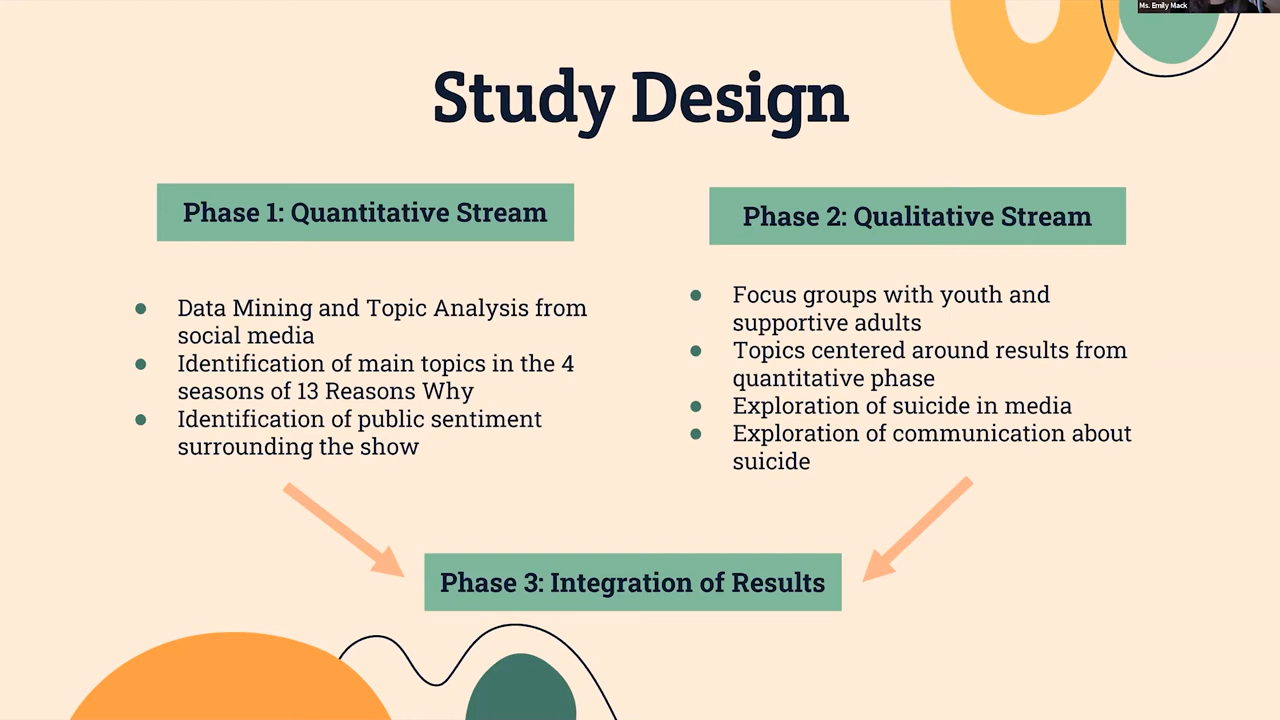 Ms. Emily Mack
Study Design
Phase 1: Quantitative Stream
Data Mining and Topic Analysis from
social media
Identification of main topics in the 4
seasons of 13 Reasons Why
Identification of public sentiment
surrounding the show
Phase 2: Qualitative Stream
Focus groups with youth and
supportive adults
Topics centered around results from
quantitative phase
Exploration of suicide in media
Exploration of communication about
suicide
Phase 3: Integration of Results